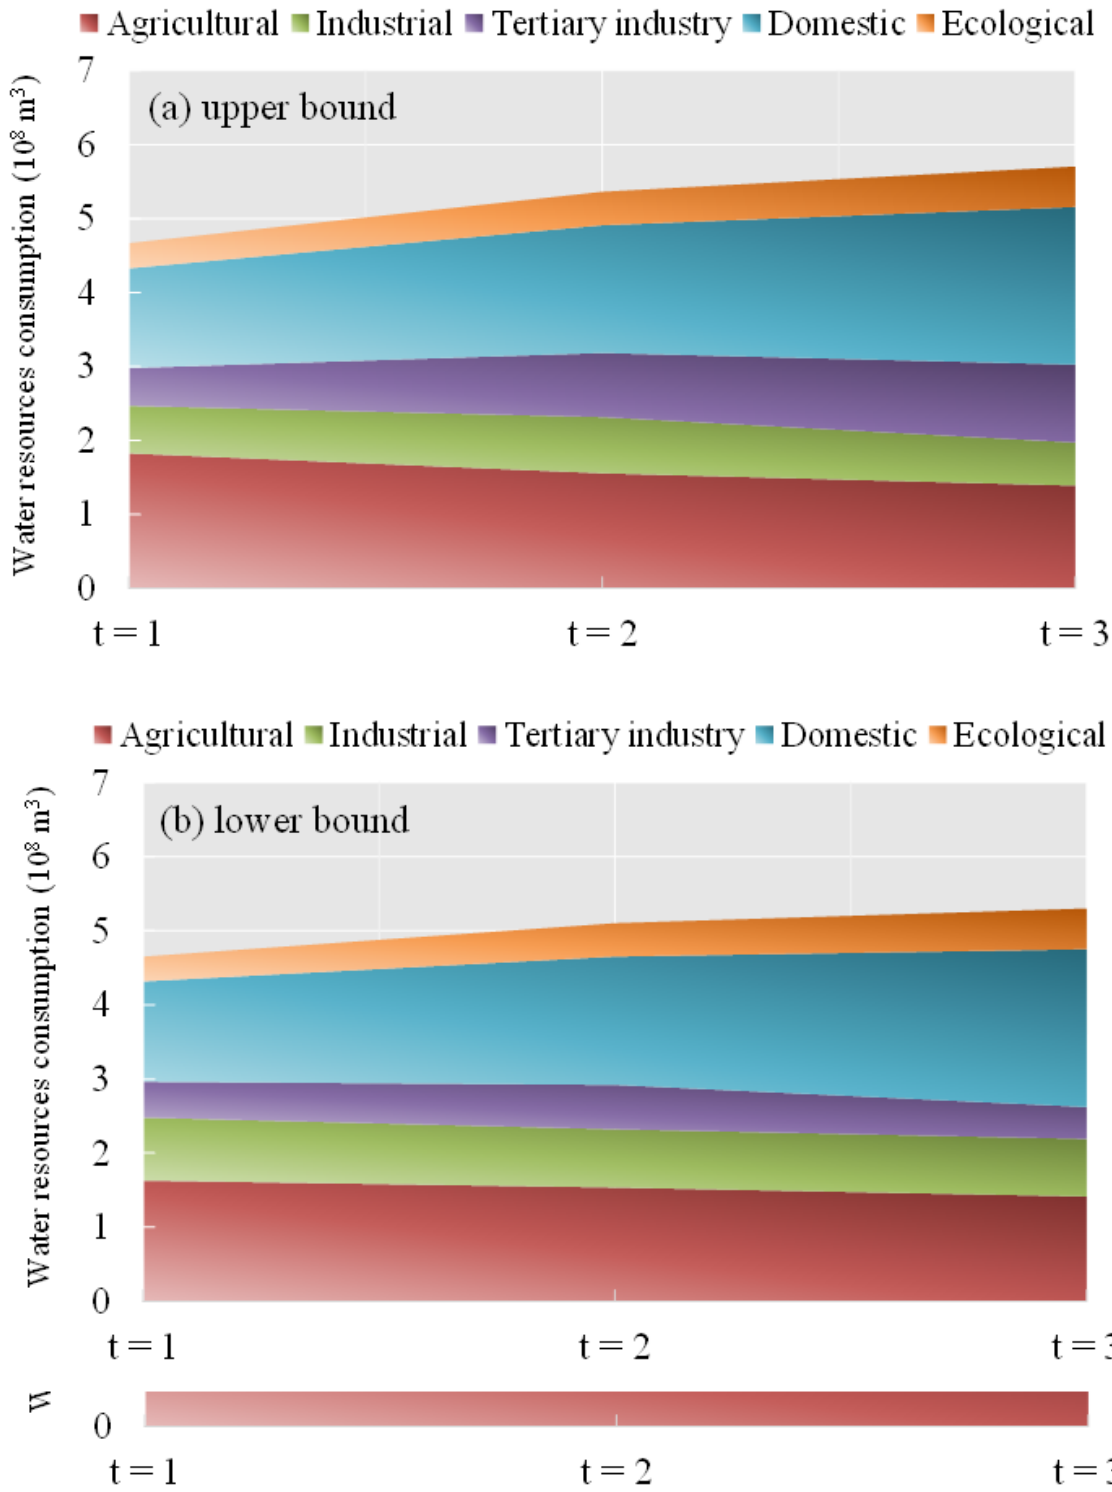 Agricultural Industrial Tertiary industry Domestic Ecological
Water resources consumption (10⁸ m³)
7
(a) upper bound
6
5
4
3
2
1
0
t = 1 t = 2 t = 3
Agricultural Industrial Tertiary industry Domestic Ecological
Water resources consumption (10⁸ m³)
7
(b) lower bound
6
5
4
3
2
1
0
t = 1 t = 2 t = 3
W
0
t = 1 t = 2 t = 3